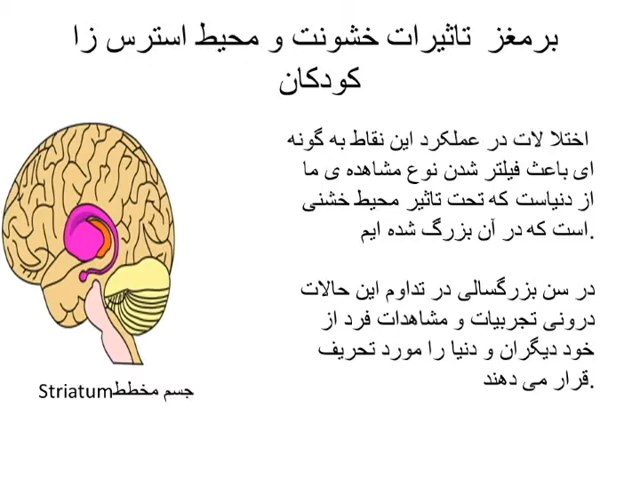 برمغز  تاثیرات خشونت و محیط استرس زا
کودکان
اختلا لات در عملکرد این نقاط به گونه
ای باعث فیلتر شدن نوع مشاهده ی ما
از دنیاست که تحت تاثیر محیط خشنی
.است که در آن بزرگ شده ایم
در سن بزرگسالی در تداوم این حالات
درونی تجربیات و مشاهدات فرد از
خود دیگران و دنیا را مورد تحریف
.قرار می دهند
Striatumجسم مخطط